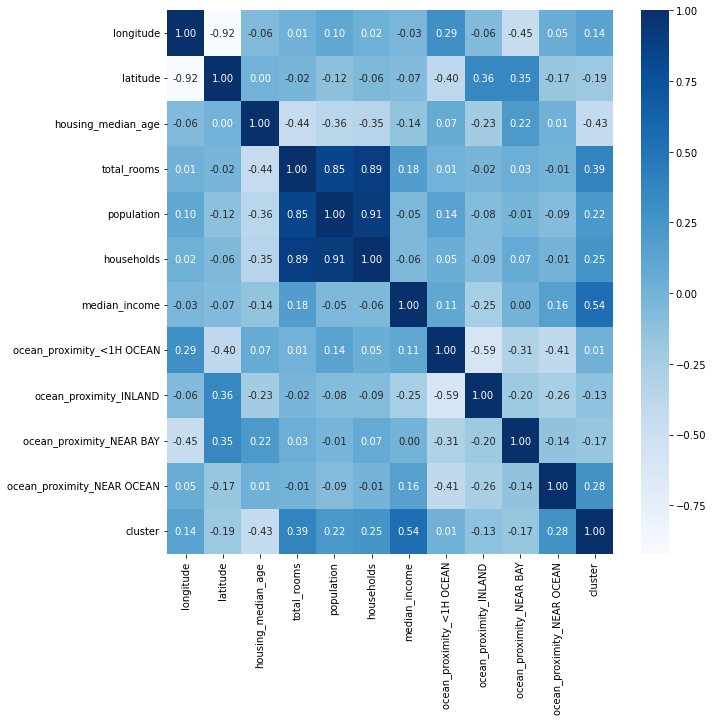 longitude 1.00 -0.92 -0.06 0.01 0.10 0.02 -0.03 0.29 -0.06 -0.45 0.05 0.14
latitude -0.92 1.00 0.00 -0.02 -0.12 -0.06 -0.07 -0.40 0.36 0.35 -0.17 -0.19
housing_median_age -0.06 0.00 1.00 -0.44 -0.36 -0.35 -0.14 0.07 -0.23 0.22 0.01 -0.43
total_rooms 0.01 -0.02 -0.44 1.00 0.85 0.89 0.18 0.01 -0.02 0.03 -0.01 0.39
population 0.10 -0.12 -0.36 0.85 1.00 0.91 -0.05 0.14 -0.08 -0.01 -0.09 0.22
households 0.02 -0.06 -0.35 0.89 0.91 1.00 -0.06 0.05 -0.09 0.07 -0.01 0.25
median_income -0.03 -0.07 -0.14 0.18 -0.05 -0.06 1.00 0.11 -0.25 0.00 0.16 0.54
ocean_proximity_<1H OCEAN 0.29 -0.40 0.07 0.01 0.14 0.05 0.11 1.00 -0.59 -0.31 -0.41 0.01
ocean_proximity_INLAND -0.06 0.36 -0.23 -0.02 -0.08 -0.09 -0.25 -0.59 1.00 -0.20 -0.26 -0.13
ocean_proximity_NEAR BAY -0.45 0.35 0.22 0.03 -0.01 0.07 0.00 -0.31 -0.20 1.00 -0.14 -0.17
ocean_proximity_NEAR OCEAN 0.05 -0.17 0.01 -0.01 -0.09 -0.01 0.16 -0.41 -0.26 -0.14 1.00 0.28
cluster 0.14 -0.19 -0.43 0.39 0.22 0.25 0.54 0.01 -0.13 -0.17 0.28 1.00
longitude
latitude
housing_median_age
total_rooms
population
households
median_income
ocean_proximity_<1H OCEAN
ocean_proximity_INLAND
ocean_proximity_NEAR BAY
ocean_proximity_NEAR OCEAN
cluster
1.00
0.75
0.50
0.25
0.00
−0.25
−0.50
−0.75